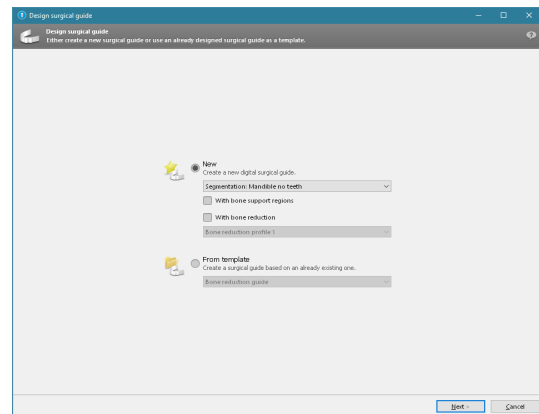 Design surgical guide
Design surgical guide
Either create a new surgical guide or use an already designed surgical guide as a template.
New
Create a new digital surgical guide.
Segmentation: Mandible no teeth
With bone support regions
With bone reduction
Bone reduction profile 1
From template
Create a surgical guide based on an already existing one.
Bone reduction guide
Next >
Cancel